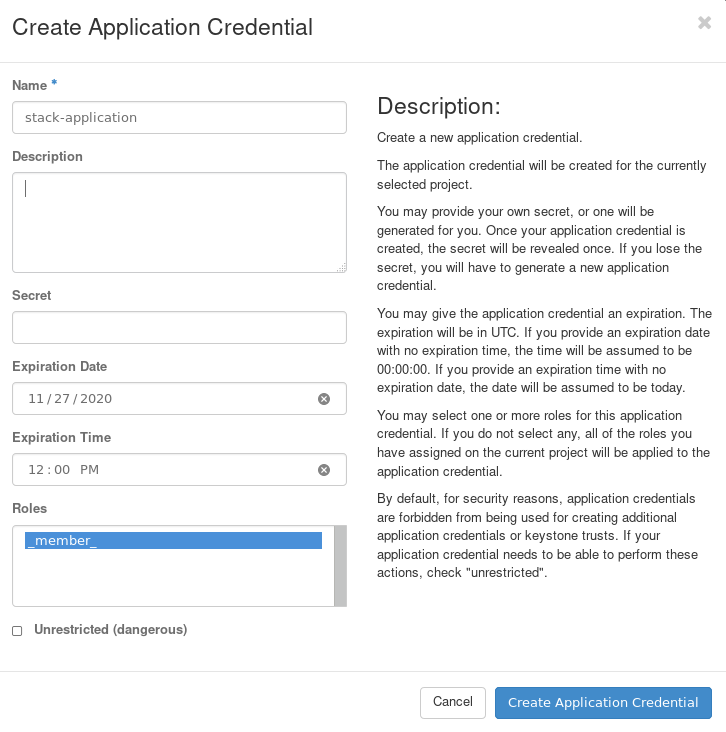 Create Application Credential
Name *
stack-application
Description
Secret
Expiration Date
11/27/2020
Expiration Time
12:00 PM
Roles
_member_
Unrestricted (dangerous)
Description:
Create a new application credential.
The application credential will be created for the currently
selected project.
You may provide your own secret, or one will be
generated for you. Once your application credential is
created, the secret will be revealed once. If you lose the
secret, you will have to generate a new application
credential.
You may give the application credential an expiration. The
expiration will be in UTC. If you provide an expiration date
with no expiration time, the time will be assumed to be
00:00:00. If you provide an expiration time with no
expiration date, the date will be assumed to be today.
You may select one or more roles for this application
credential. If you do not select any, all of the roles you
have assigned on the current project will be applied to the
application credential.
By default, for security reasons, application credentials
are forbidden from being used for creating additional
application credentials or keystone trusts. If your
application credential needs to be able to perform these
actions, check "unrestricted".
Cancel
Create Application Credential